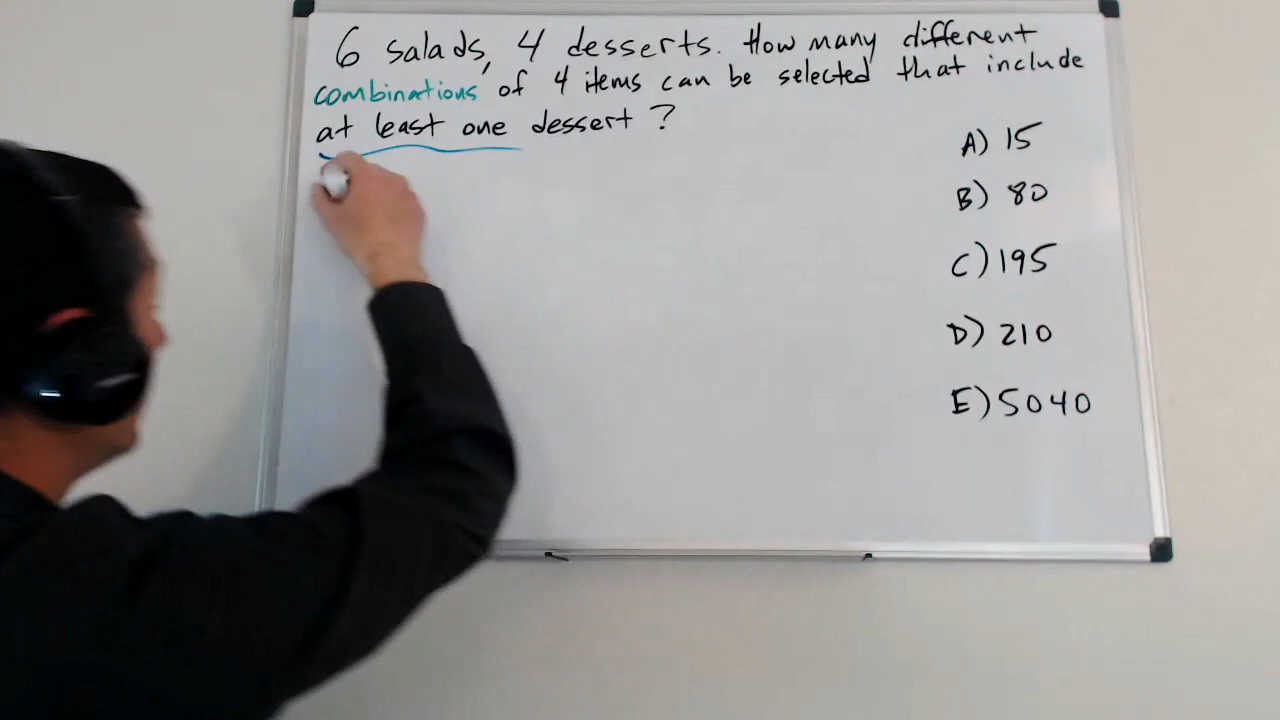 6 salads, 4 desserts. How many different
combinations of 4 items can be selected that include
at least one dessert?
A) 15
B) 80
C) 195
D) 210
E) 5040